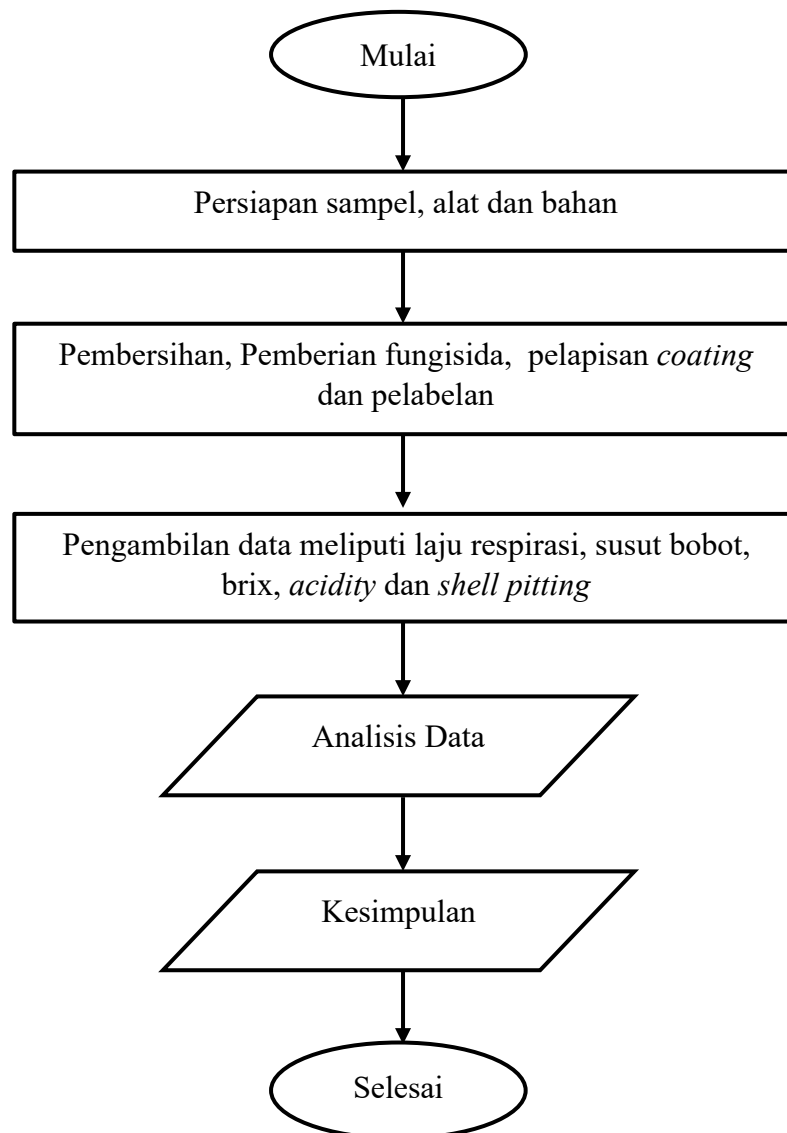 Mulai
Persiapan sampel, alat dan bahan
Pembersihan, Pemberian fungisida,  pelapisan coating
dan pelabelan
Pengambilan data meliputi laju respirasi, susut bobot,
brix, acidity dan shell pitting
Analisis Data
Kesimpulan
Selesai